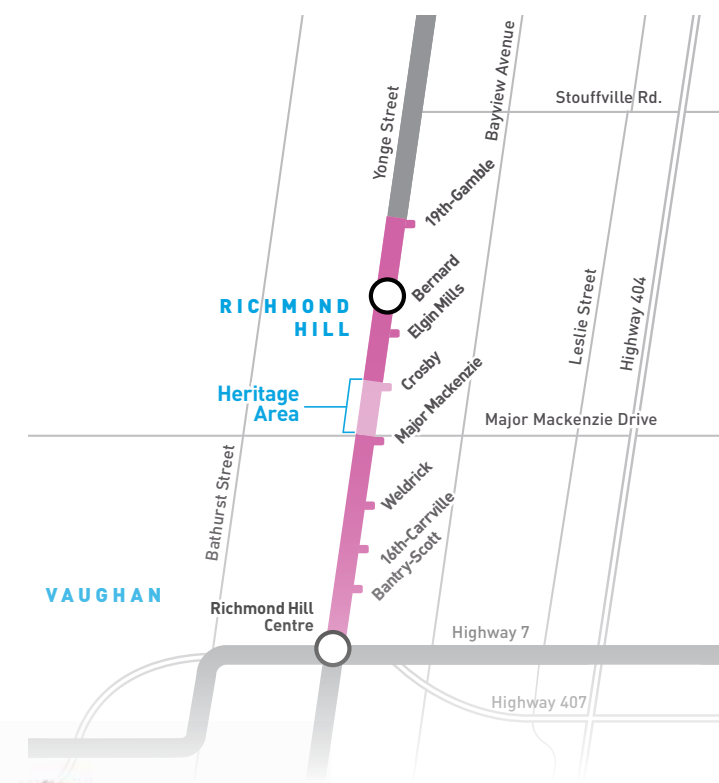 Stouffville Rd.
Bayview Avenue
Yonge Street
19th-Gamble
Bernard
RICHMOND
HILL
Elgin Mills
Leslie Street
Highway 404
Crosby
Heritage
Area
Major Mackenzie
Major Mackenzie Drive
Bathurst Street
Weldrick
16th-Carrville
Bantry-Scott
VAUGHAN
Richmond Hill
Centre
Highway 7
Highway 407